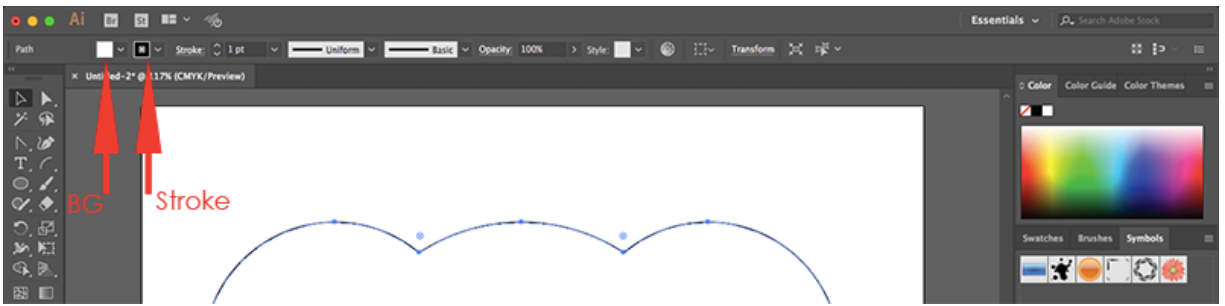 Ai Br St Essentials Search Adobe Stock
Path Stroke: 1 pt Uniform Basic Opacity: 100% Style: Transform
× Untitled-2* @ 117% (CMYK/Preview)
Color Color Guide Color Themes
T
BG Stroke
Swatches Brushes Symbols